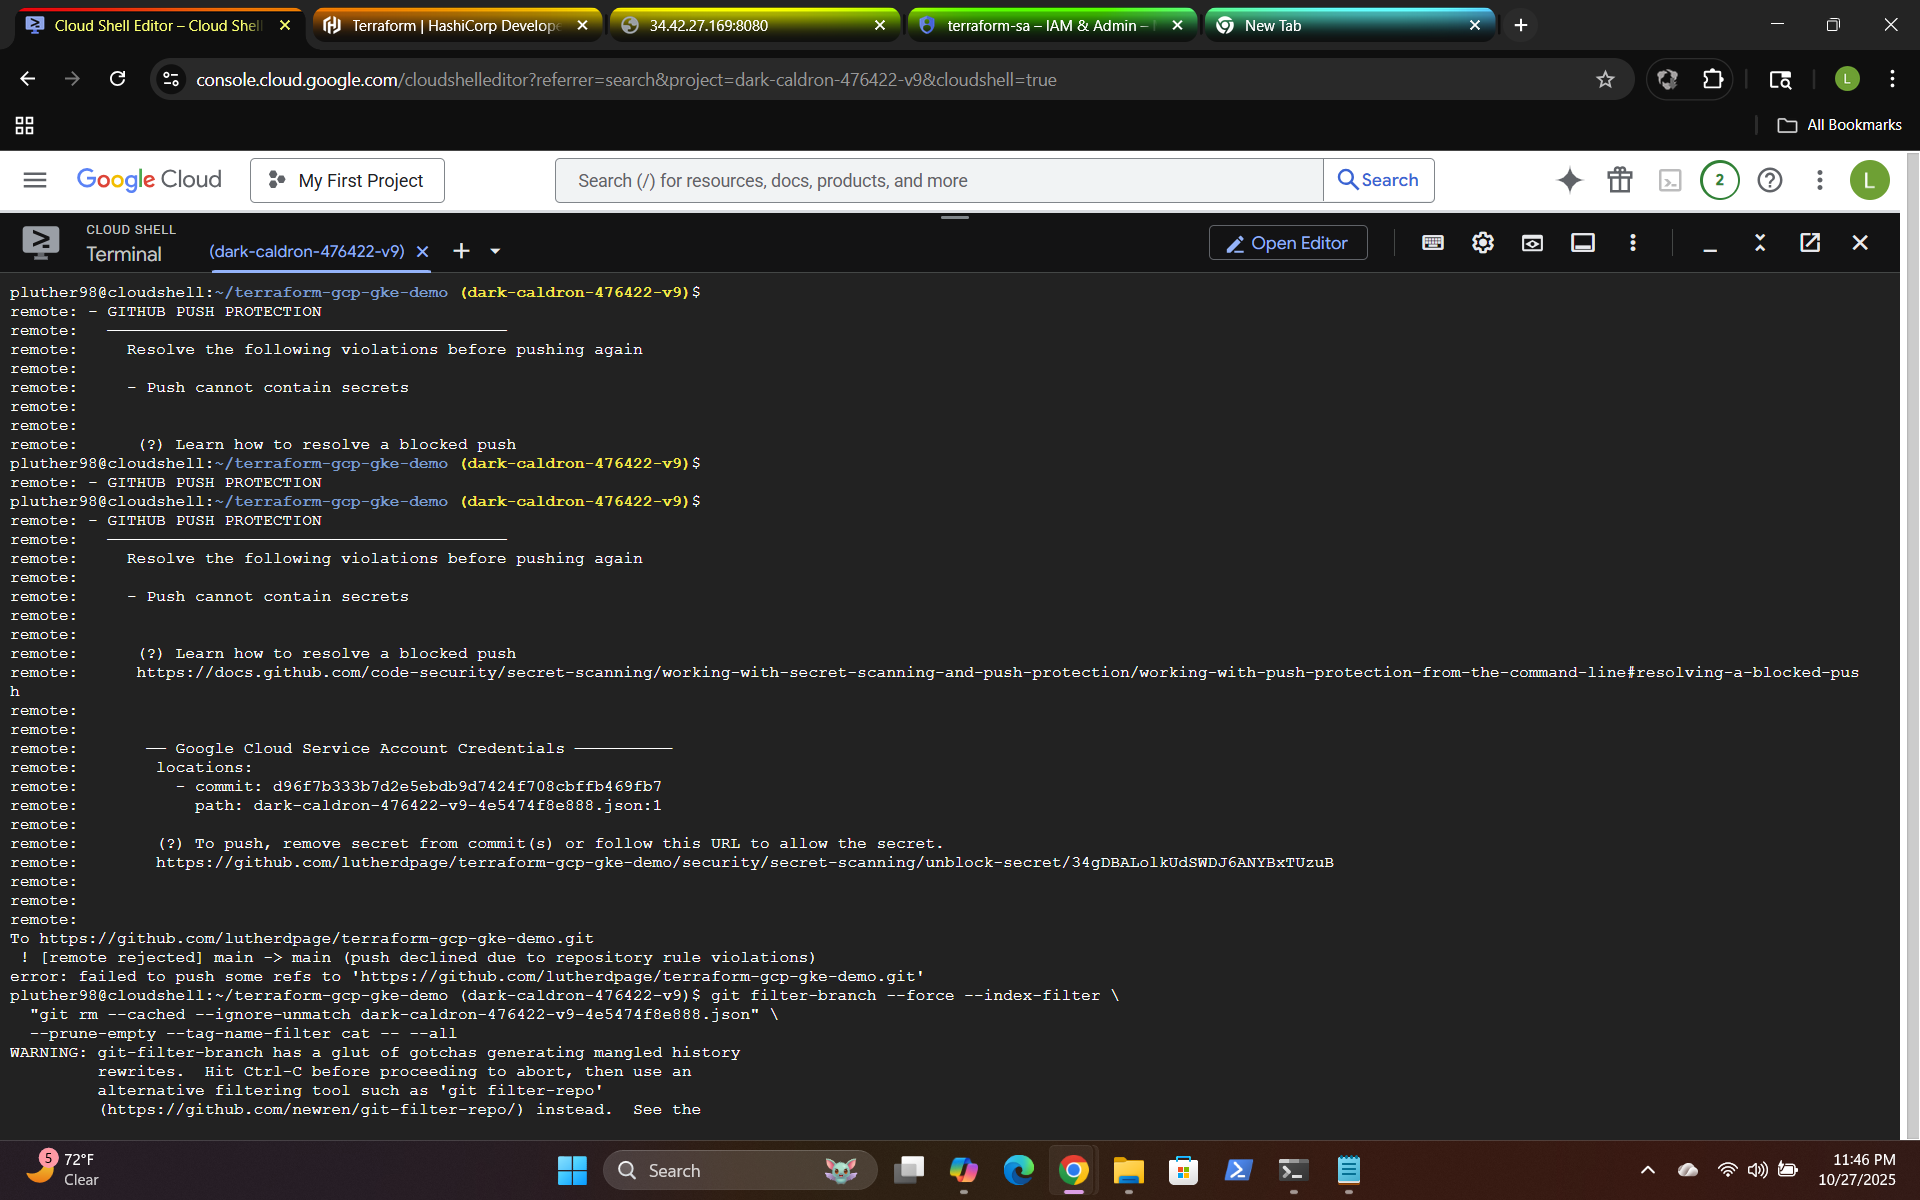 Cloud Shell Editor – Cloud Shell
Terraform | HashiCorp Develope
34.42.27.169:8080
terraform-sa – IAM & Admin –
New Tab
console.cloud.google.com/cloudshelleditor?referrer=search&project=dark-caldron-476422-v9&cloudshell=true
L
All Bookmarks
Google Cloud
My First Project
Search (/) for resources, docs, products, and more
Search
2
L
CLOUD SHELL
Terminal
(dark-caldron-476422-v9)
Open Editor
pluther98@cloudshell:~/terraform-gcp-gke-demo (dark-caldron-476422-v9)$
remote: - GITHUB PUSH PROTECTION
remote:   —————————————————————————————————————————
remote:     Resolve the following violations before pushing again
remote:
remote:     - Push cannot contain secrets
remote:
remote:
remote:      (?) Learn how to resolve a blocked push
pluther98@cloudshell:~/terraform-gcp-gke-demo (dark-caldron-476422-v9)$
remote: - GITHUB PUSH PROTECTION
pluther98@cloudshell:~/terraform-gcp-gke-demo (dark-caldron-476422-v9)$
remote: - GITHUB PUSH PROTECTION
remote:   —————————————————————————————————————————
remote:     Resolve the following violations before pushing again
remote:
remote:     - Push cannot contain secrets
remote:
remote:
remote:      (?) Learn how to resolve a blocked push
remote:      https://docs.github.com/code-security/secret-scanning/working-with-secret-scanning-and-push-protection/working-with-push-protection-from-the-command-line#resolving-a-blocked-pus
h
remote:
remote:
remote:       —— Google Cloud Service Account Credentials ——————————
remote:        locations:
remote:          - commit: d96f7b333b7d2e5ebdb9d7424f708cbffb469fb7
remote:            path: dark-caldron-476422-v9-4e5474f8e888.json:1
remote:
remote:        (?) To push, remove secret from commit(s) or follow this URL to allow the secret.
remote:        https://github.com/lutherdpage/terraform-gcp-gke-demo/security/secret-scanning/unblock-secret/34gDBALolkUdSWDJ6ANYBxTUzuB
remote:
remote:
remote:
To https://github.com/lutherdpage/terraform-gcp-gke-demo.git
 ! [remote rejected] main -> main (push declined due to repository rule violations)
error: failed to push some refs to 'https://github.com/lutherdpage/terraform-gcp-gke-demo.git'
pluther98@cloudshell:~/terraform-gcp-gke-demo (dark-caldron-476422-v9)$ git filter-branch --force --index-filter \
  "git rm --cached --ignore-unmatch dark-caldron-476422-v9-4e5474f8e888.json" \
  --prune-empty --tag-name-filter cat -- --all
WARNING: git-filter-branch has a glut of gotchas generating mangled history
         rewrites.  Hit Ctrl-C before proceeding to abort, then use an
         alternative filtering tool such as 'git filter-repo'
         (https://github.com/newren/git-filter-repo/) instead.  See the
5
72°F
Clear
Search
11:46 PM
10/27/2025